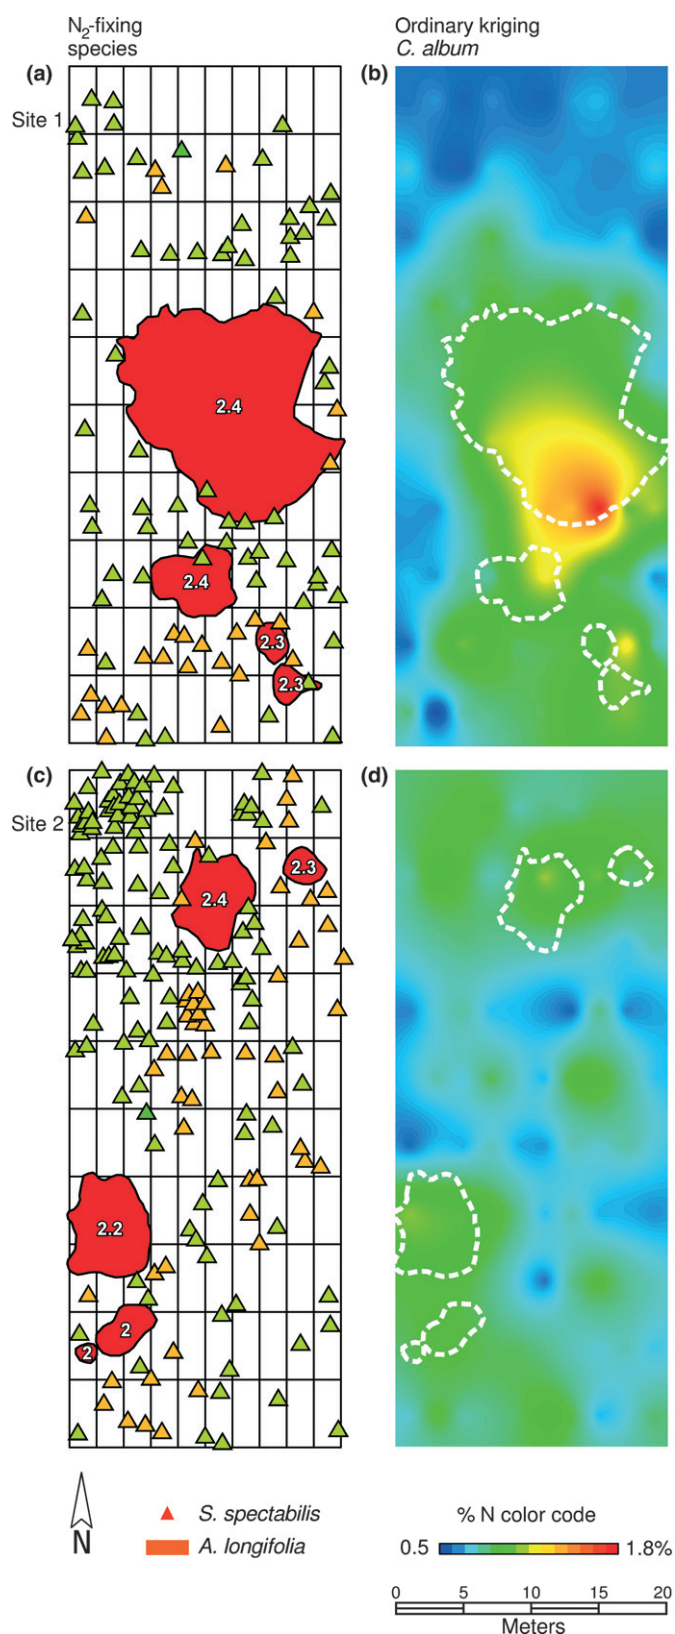 N2-fixing
species
Ordinary kriging
C. album
(a)
(b)
Site 1
2.4
2.4
2.3
2.3
(c)
(d)
Site 2
2.3
2.4
2.2
2
2
N
S. spectabilis
A. longifolia
% N color code
0.5
1.8%
0 5 10 15 20
Meters